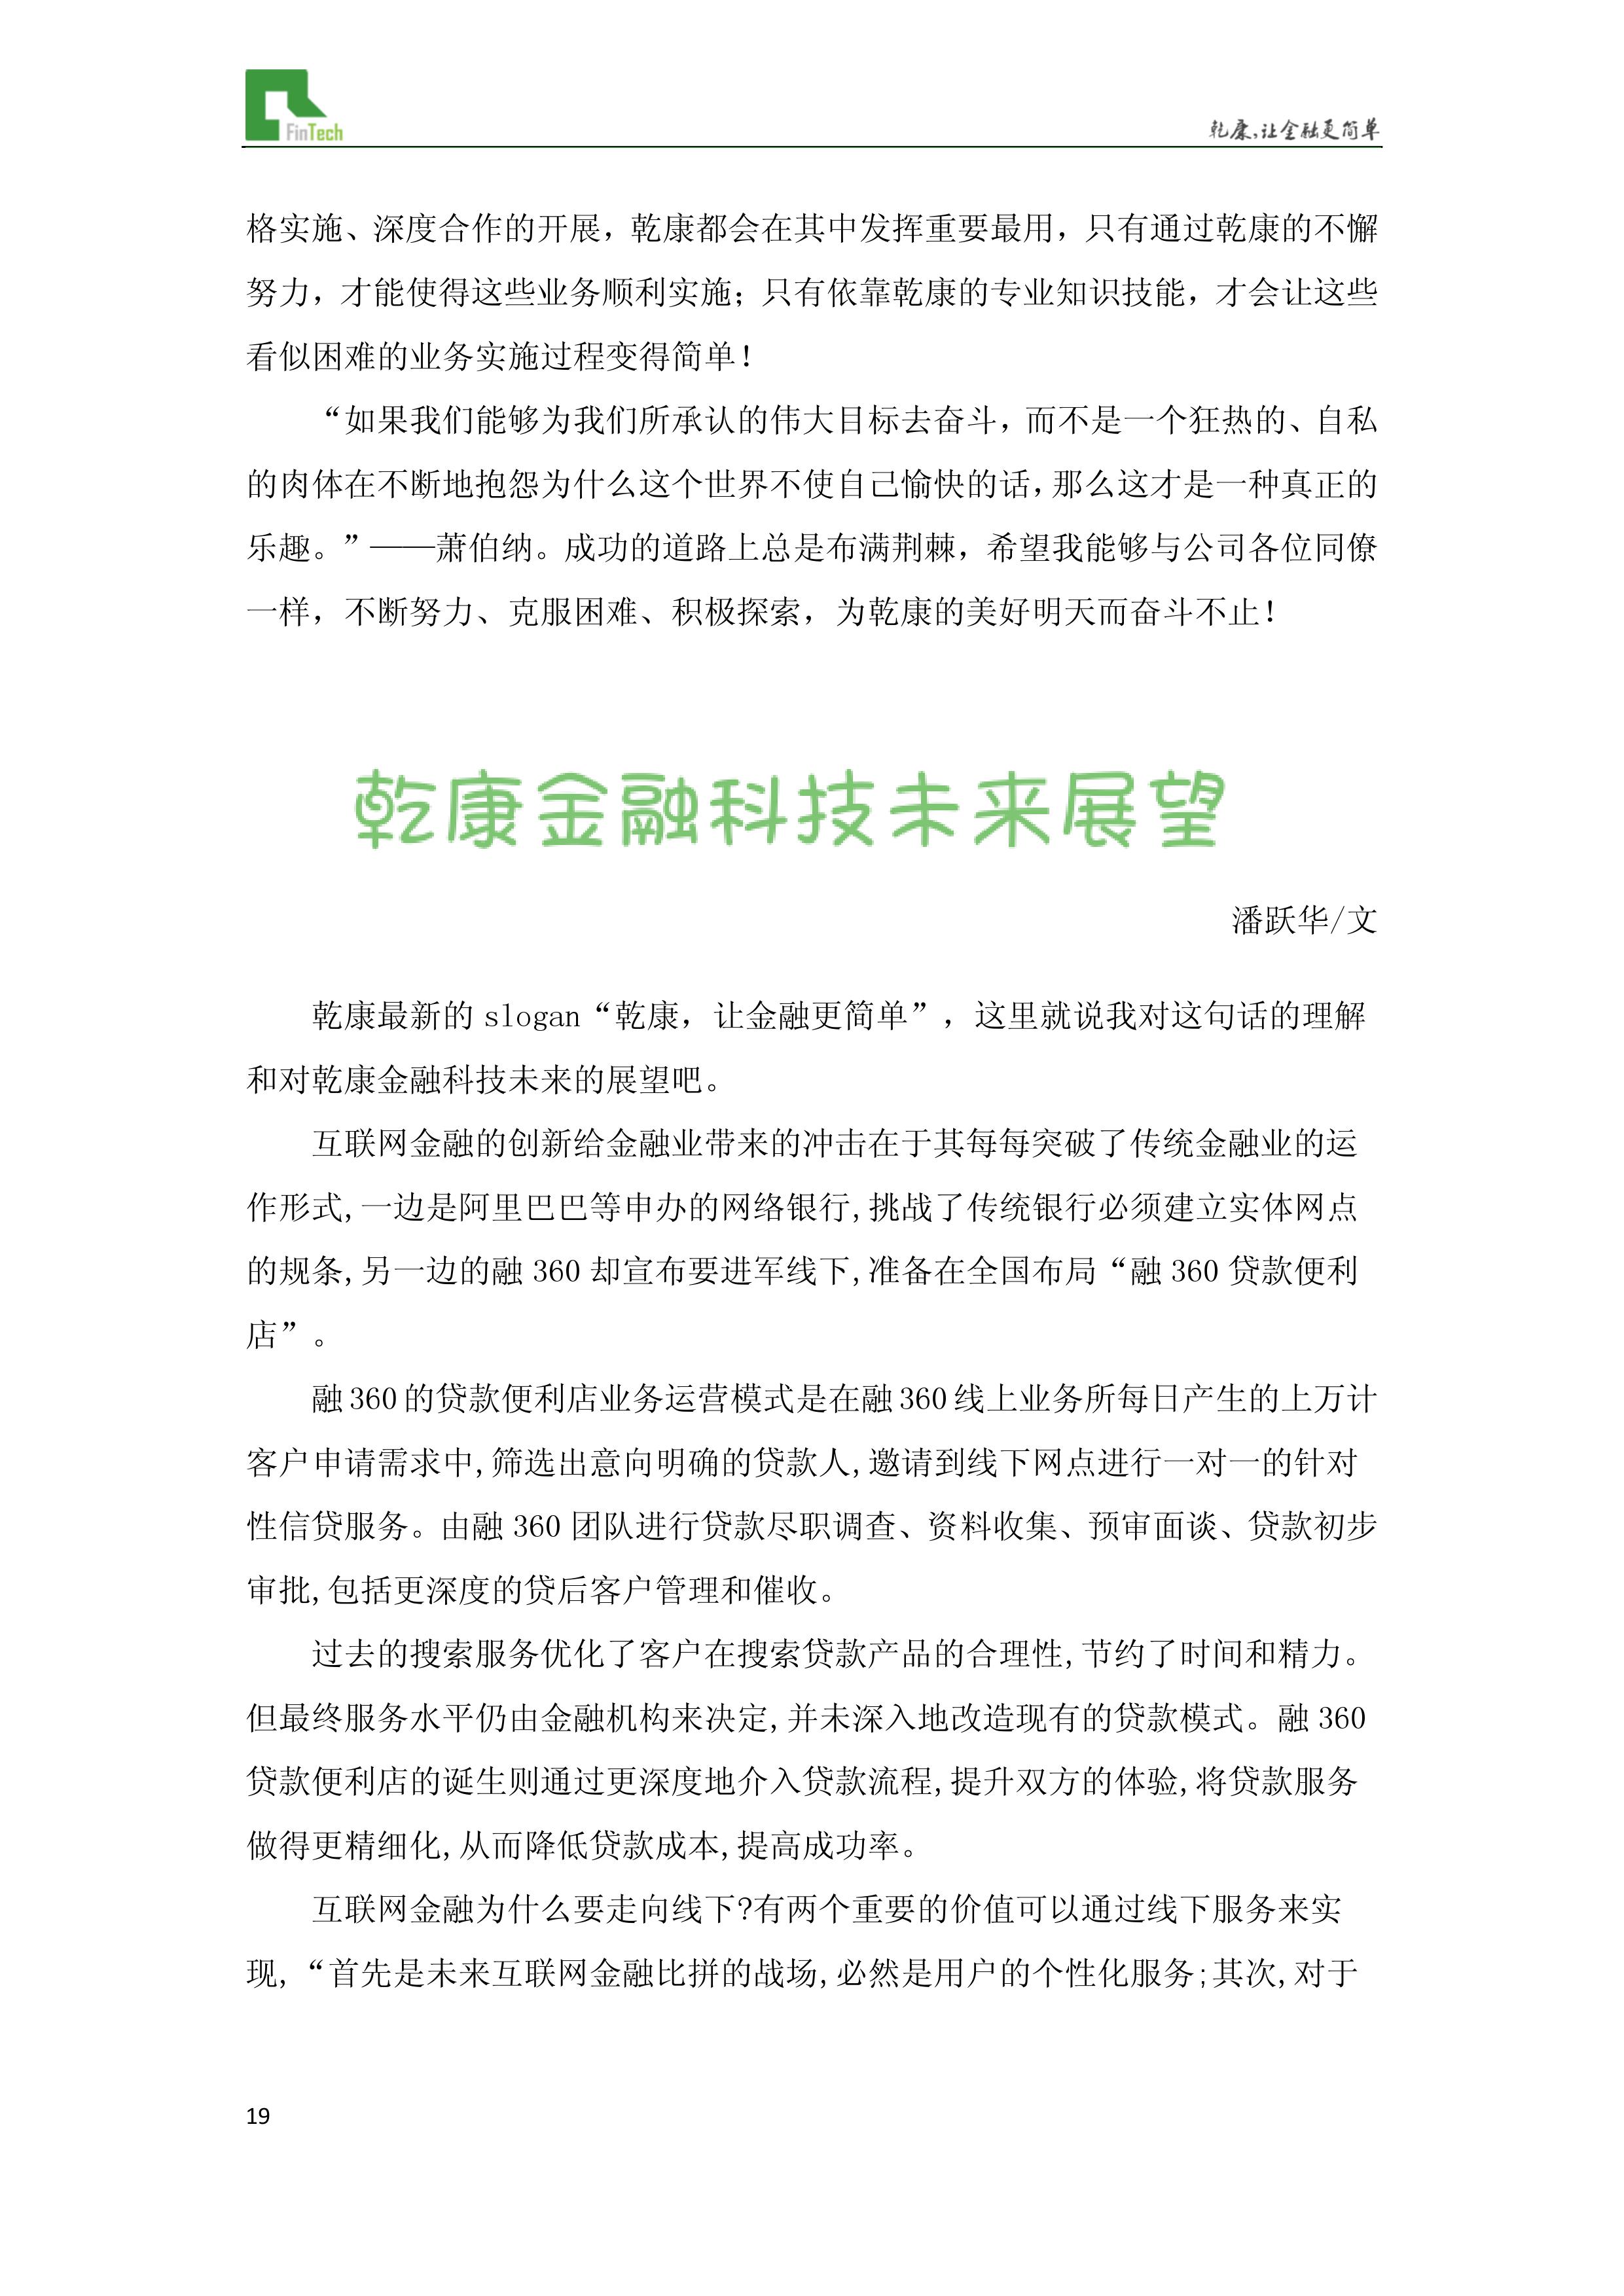 FinTech
乾康,让金融更简单
格实施、深度合作的开展，乾康都会在其中发挥重要最用，只有通过乾康的不懈
努力，才能使得这些业务顺利实施；只有依靠乾康的专业知识技能，才会让这些
看似困难的业务实施过程变得简单！
“如果我们能够为我们所承认的伟大目标去奋斗，而不是一个狂热的、自私
的肉体在不断地抱怨为什么这个世界不使自己愉快的话，那么这才是一种真正的
乐趣。”——萧伯纳。成功的道路上总是布满荆棘，希望我能够与公司各位同僚
一样，不断努力、克服困难、积极探索，为乾康的美好明天而奋斗不止！
乾康金融科技未来展望
潘跃华/文
乾康最新的 slogan“乾康，让金融更简单”，这里就说我对这句话的理解
和对乾康金融科技未来的展望吧。
互联网金融的创新给金融业带来的冲击在于其每每突破了传统金融业的运
作形式,一边是阿里巴巴等申办的网络银行,挑战了传统银行必须建立实体网点
的规条,另一边的融 360 却宣布要进军线下,准备在全国布局“融 360 贷款便利
店”。
融 360 的贷款便利店业务运营模式是在融 360 线上业务所每日产生的上万计
客户申请需求中,筛选出意向明确的贷款人,邀请到线下网点进行一对一的针对
性信贷服务。由融 360 团队进行贷款尽职调查、资料收集、预审面谈、贷款初步
审批,包括更深度的贷后客户管理和催收。
过去的搜索服务优化了客户在搜索贷款产品的合理性,节约了时间和精力。
但最终服务水平仍由金融机构来决定,并未深入地改造现有的贷款模式。融 360
贷款便利店的诞生则通过更深度地介入贷款流程,提升双方的体验,将贷款服务
做得更精细化,从而降低贷款成本,提高成功率。
互联网金融为什么要走向线下?有两个重要的价值可以通过线下服务来实
现,“首先是未来互联网金融比拼的战场,必然是用户的个性化服务;其次,对于
19